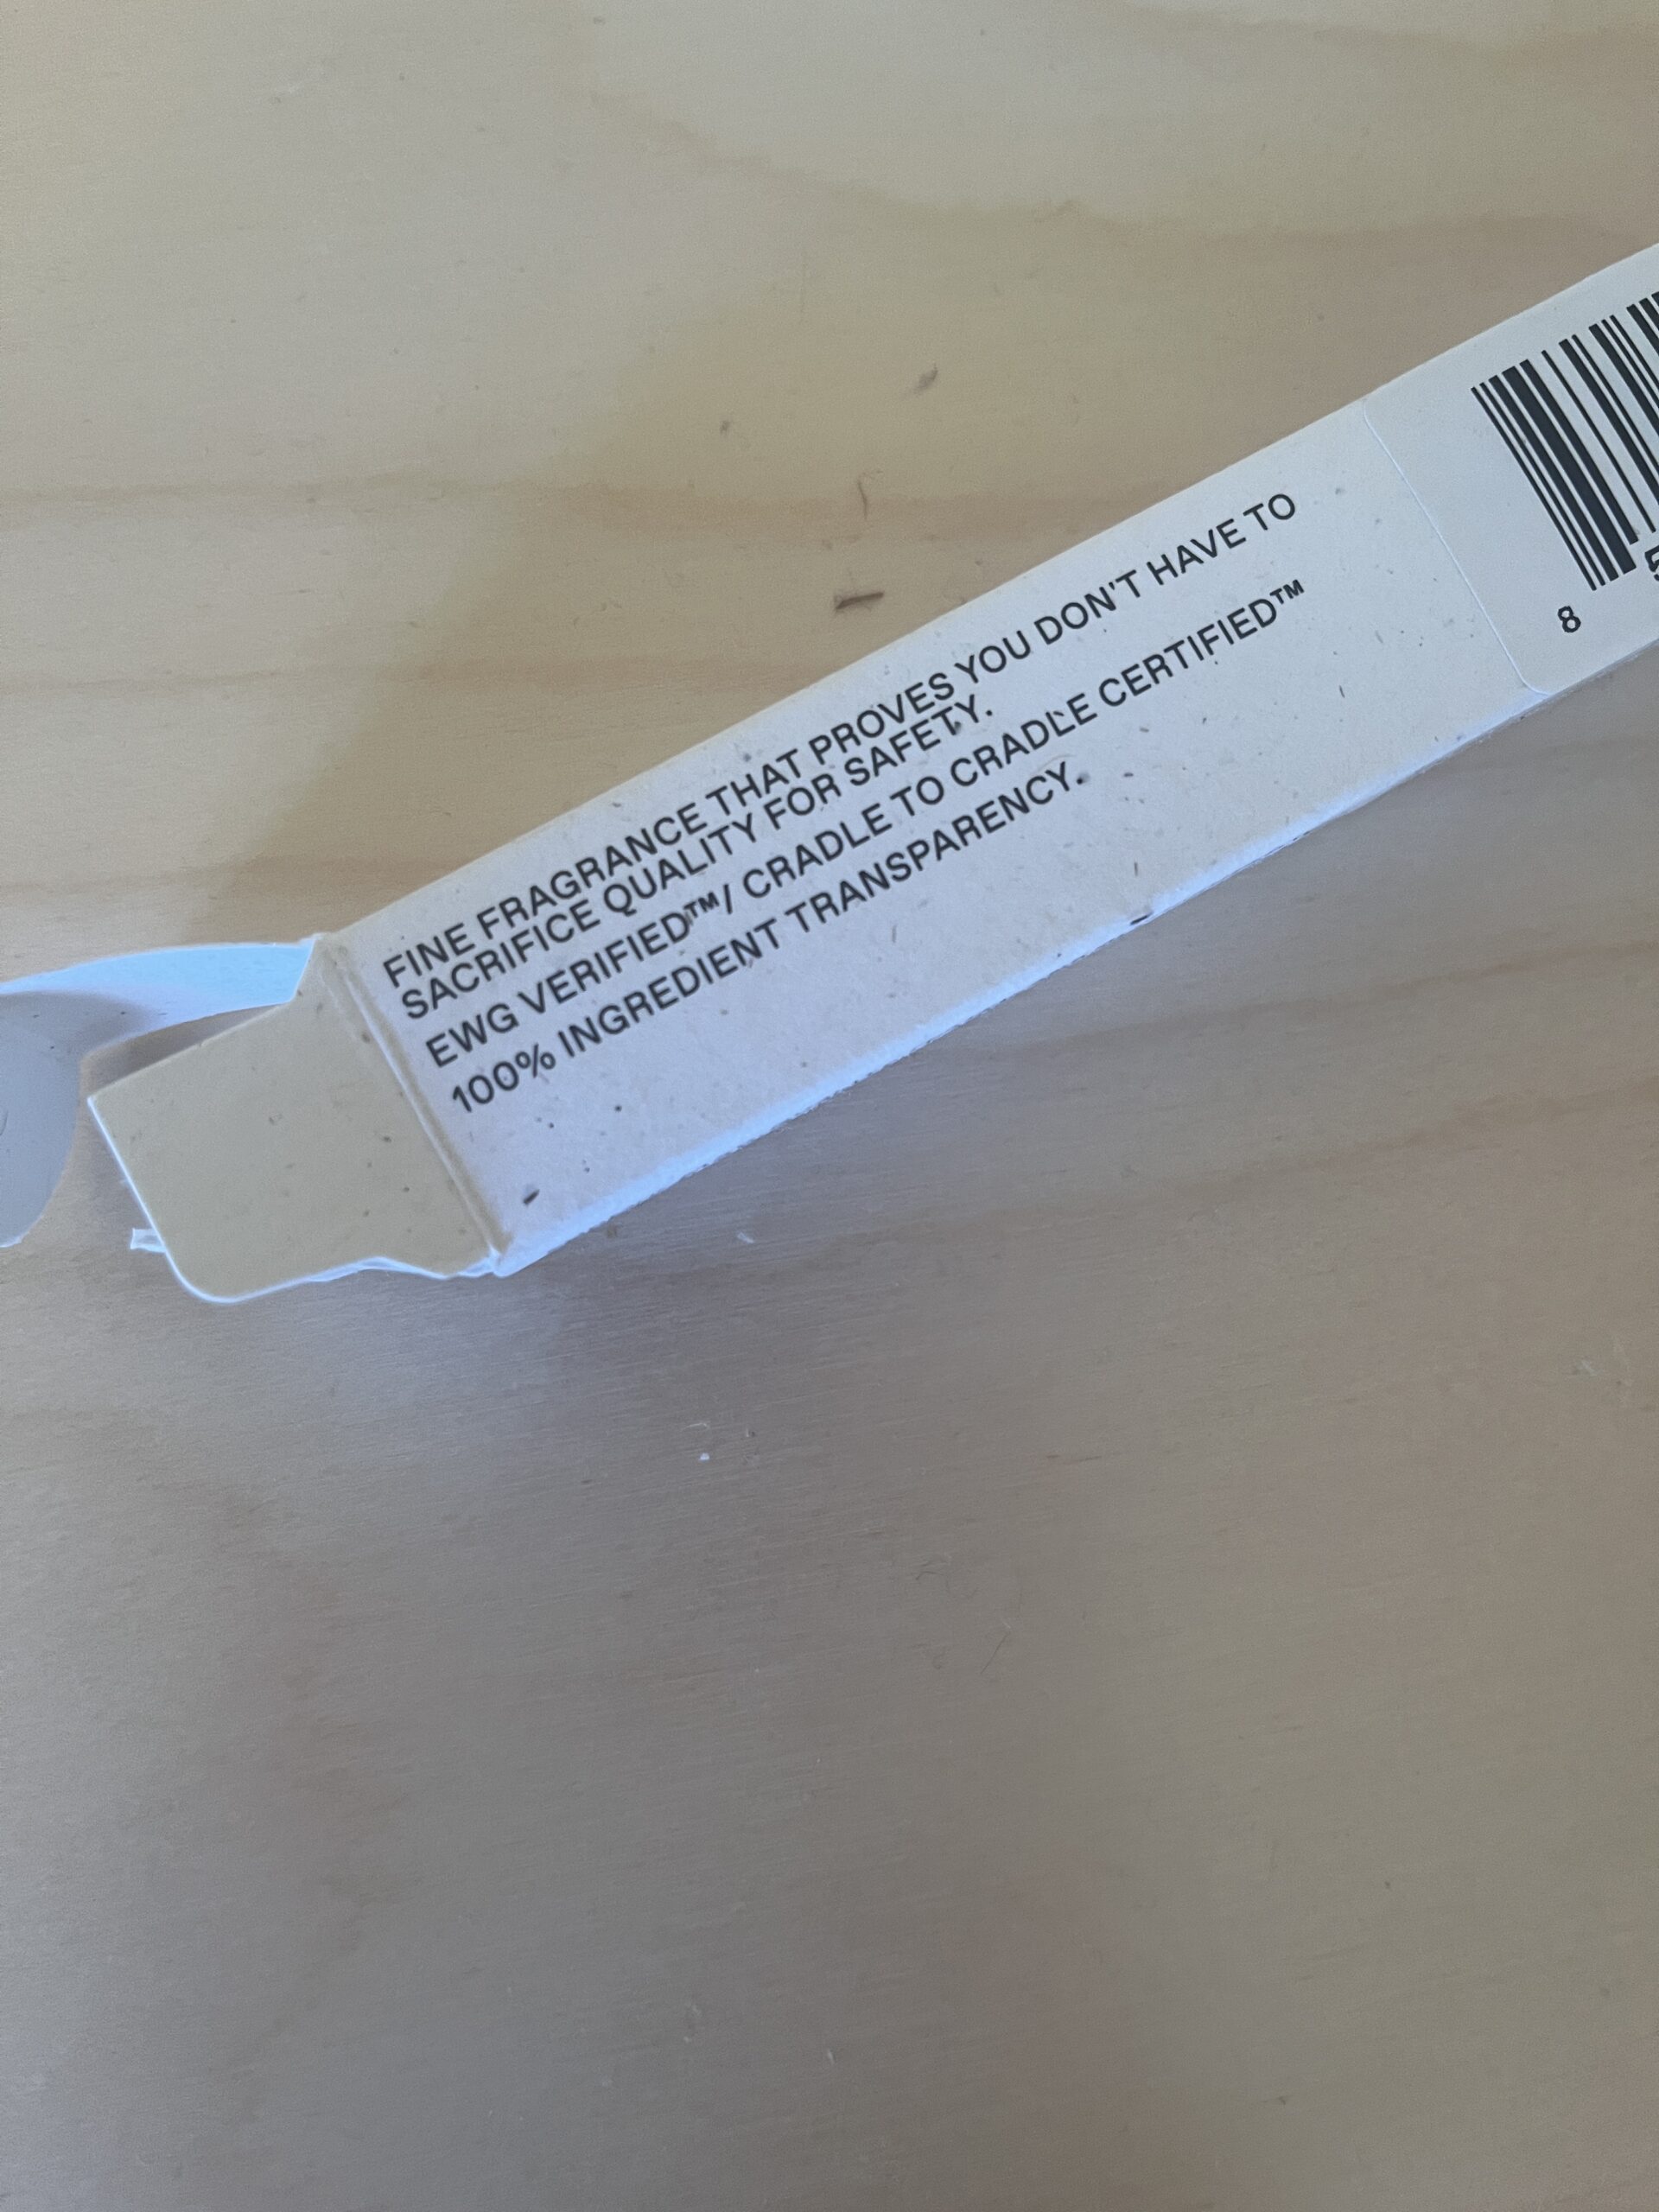 FINE FRAGRANCE THAT PROVES YOU DON'T HAVE TO
SACRIFICE QUALITY FOR SAFETY.
EWG VERIFIED™/ CRADLE TO CRADLE CERTIFIED™
100% INGREDIENT TRANSPARENCY.
8